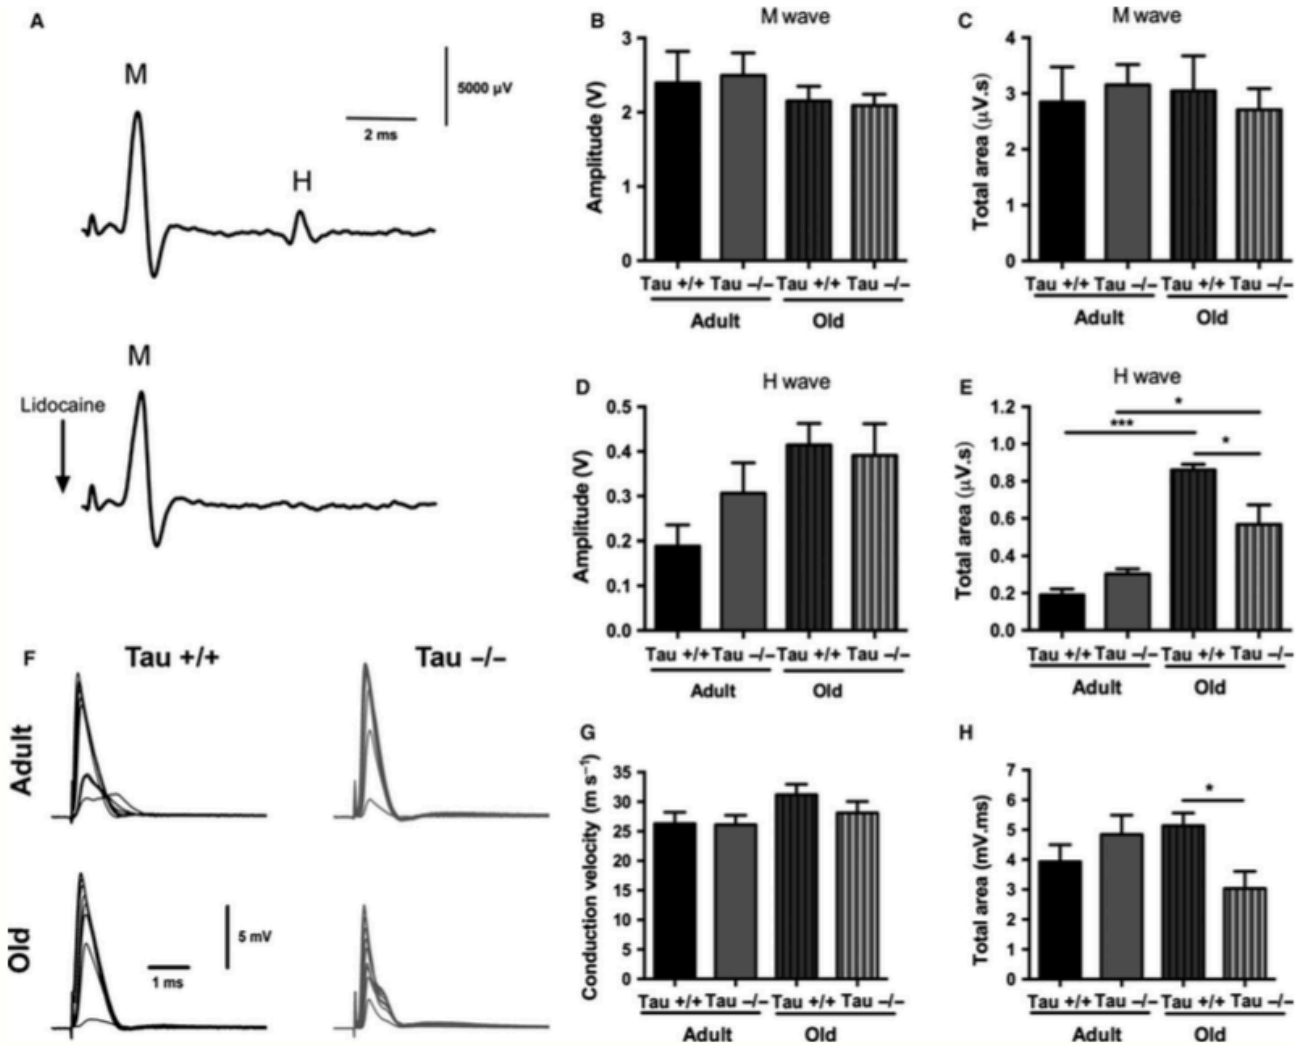 A
M
5000 µV
2 ms
H
M
Lidocaine
B
M wave
Amplitude (V)
3
2
1
0
Tau +/+ Tau –/– Tau +/+ Tau –/–
Adult Old
C
M wave
Total area (µV.s)
4
3
2
1
0
Tau +/+ Tau –/– Tau +/+ Tau –/–
Adult Old
D
H wave
Amplitude (V)
0.5
0.4
0.3
0.2
0.1
0.0
Tau +/+ Tau –/– Tau +/+ Tau –/–
Adult Old
E
H wave
Total area (µV.s)
1.2
1.0
0.8
0.6
0.4
0.2
0.0
*
***
*
Tau +/+ Tau –/– Tau +/+ Tau –/–
Adult Old
F
Tau +/+ Tau –/–
Adult
Old
5 mV
1 ms
G
Conduction velocity (m s⁻¹)
35
30
25
20
15
10
5
0
Tau +/+ Tau –/– Tau +/+ Tau –/–
Adult Old
H
Total area (mV.ms)
7
6
5
4
3
2
1
0
*
Tau +/+ Tau –/– Tau +/+ Tau –/–
Adult Old